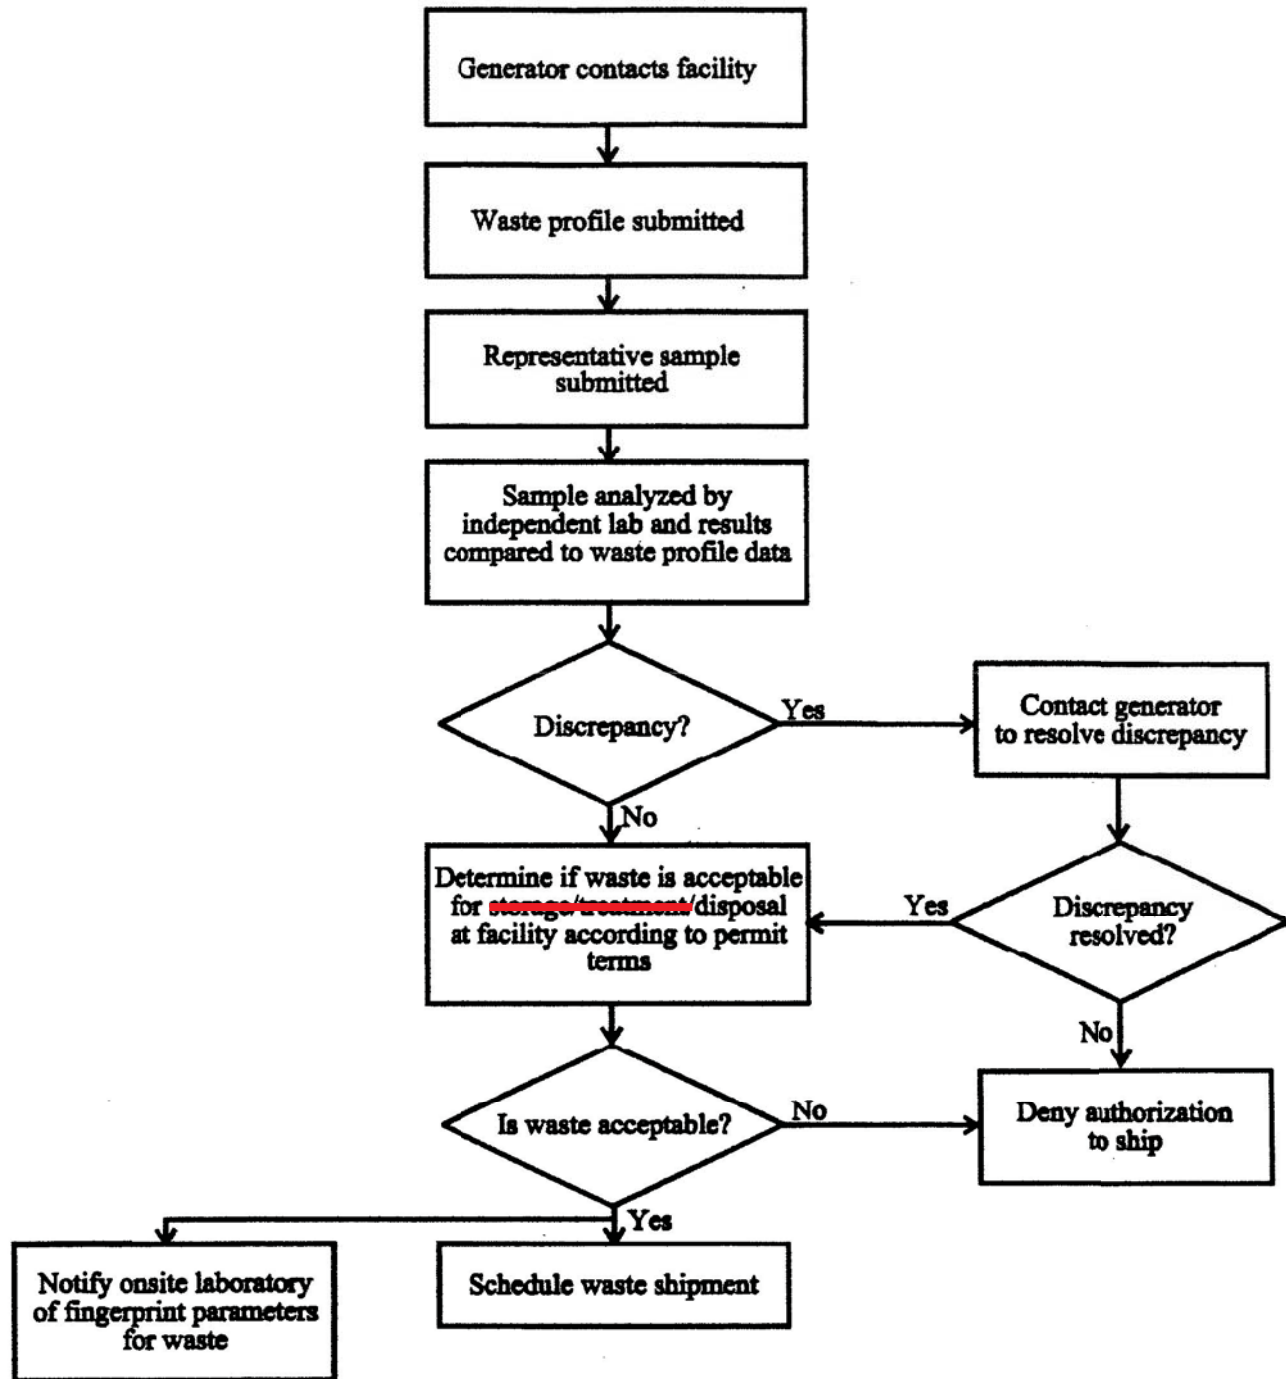 Generator contacts facility
Waste profile submitted
Representative sample
submitted
Sample analyzed by
independent lab and results
compared to waste profile data
Discrepancy?
Yes
Contact generator
to resolve discrepancy
No
Determine if waste is acceptable
for storage/treatment/disposal
at facility according to permit
terms
Yes
Discrepancy
resolved?
No
Is waste acceptable?
No
Deny authorization
to ship
Yes
Notify onsite laboratory
of fingerprint parameters
for waste
Schedule waste shipment